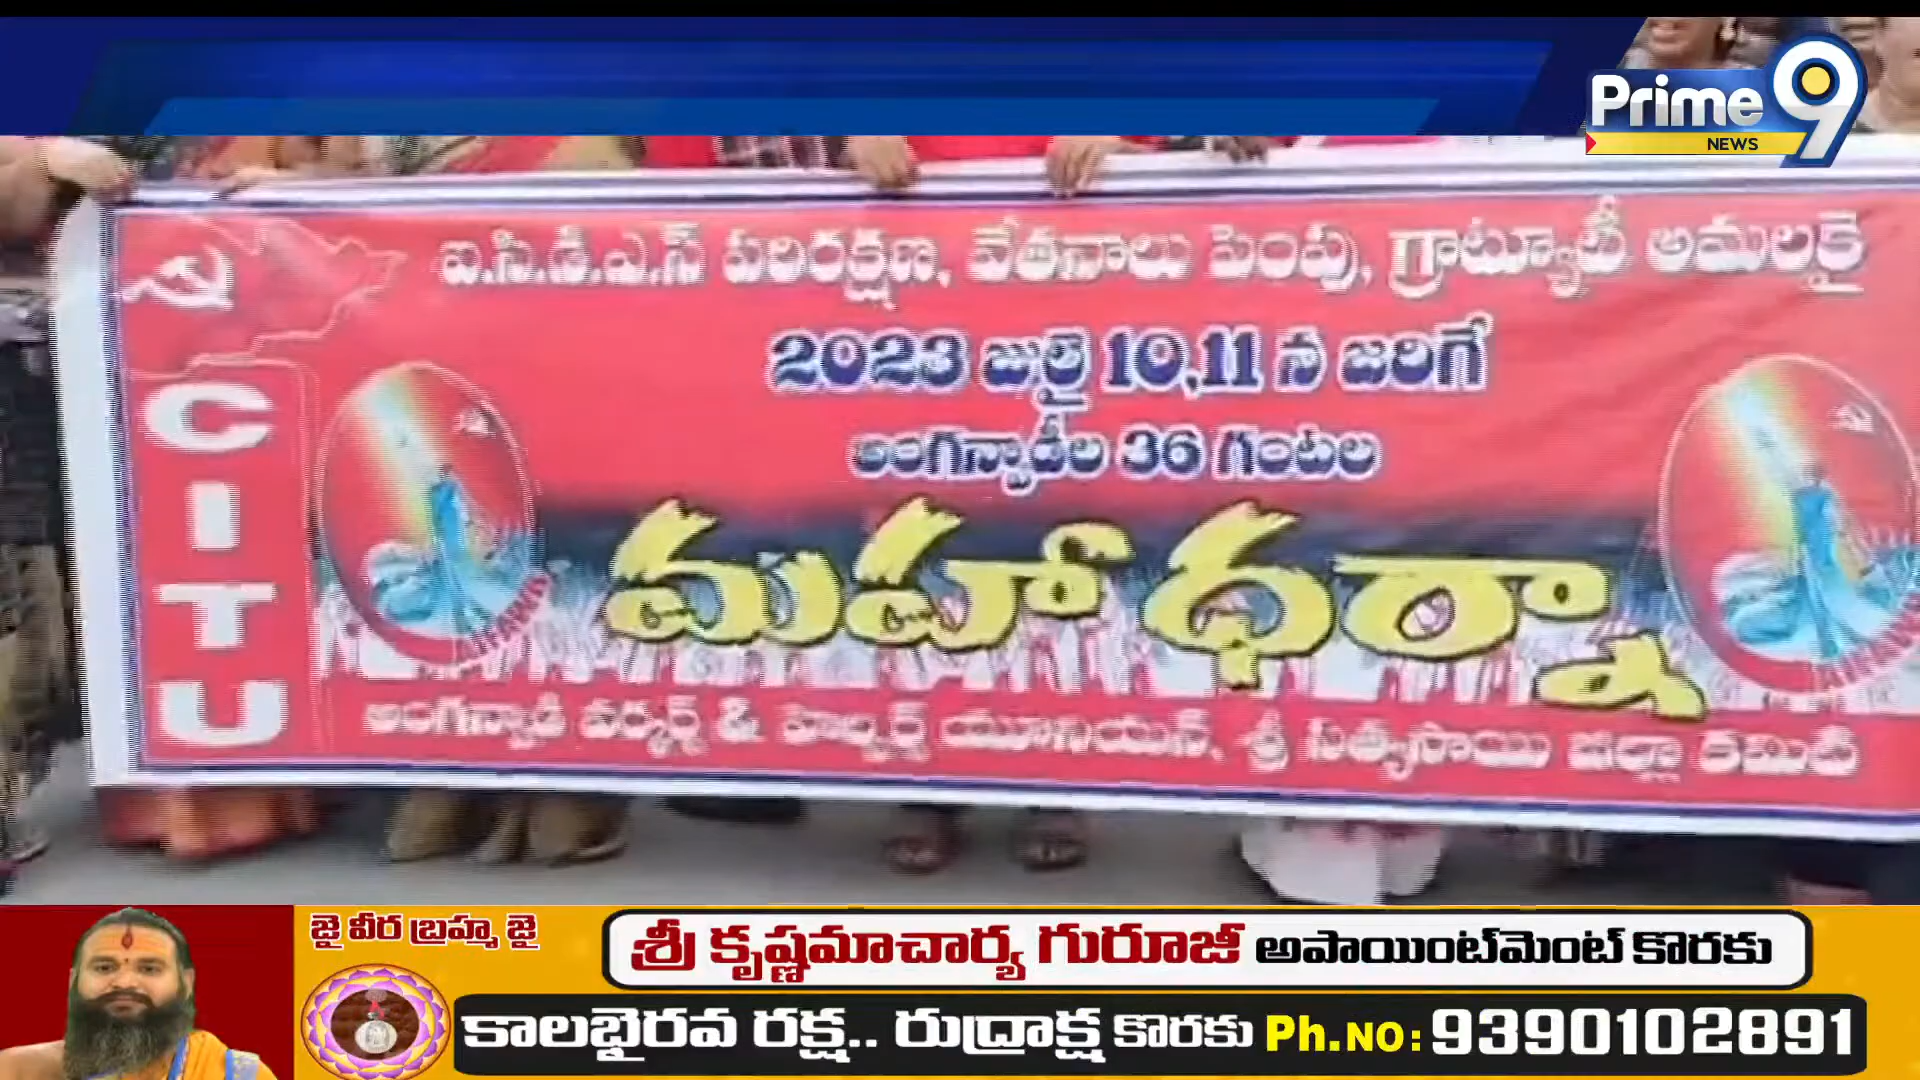 Prime9
NEWS
ఐ.సి.డి.ఎ.స్ పరిరక్షణ, వేతనాలు పెంపు, గ్రాట్యూటీ అమలకై
2023 జులై 10,11 న జరిగే
అంగన్వాడీల 36 గంటల
మహా ధర్నా
CITU
అంగన్వాడి వర్కర్స్ & హెల్పర్స్ యూనియన్, శ్రీ సత్యసాయి జిల్లా కమిటి
జై వీర బ్రహ్మ జై
శ్రీ కృష్ణమాచార్య గురూజీ అపాయింట్‌మెంట్ కొరకు
కాలభైరవ రక్ష.. రుద్రాక్ష కొరకు Ph.NO: 9390102891